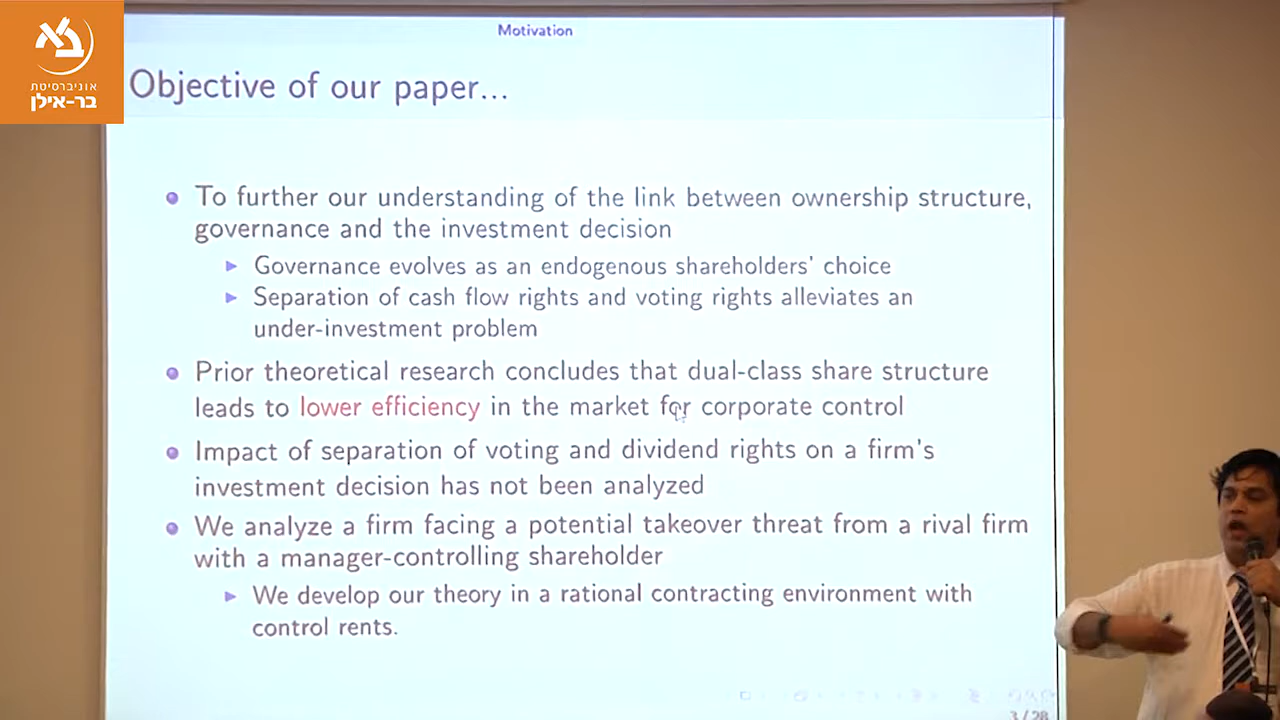 אוניברסיטת
בר-אילן
Motivation
Objective of our paper...
To further our understanding of the link between ownership structure,
governance and the investment decision
Governance evolves as an endogenous shareholders' choice
Separation of cash flow rights and voting rights alleviates an
under-investment problem
Prior theoretical research concludes that dual-class share structure
leads to lower efficiency in the market for corporate control
Impact of separation of voting and dividend rights on a firm's
investment decision has not been analyzed
We analyze a firm facing a potential takeover threat from a rival firm
with a manager-controlling shareholder
We develop our theory in a rational contracting environment with
control rents.
3 / 28